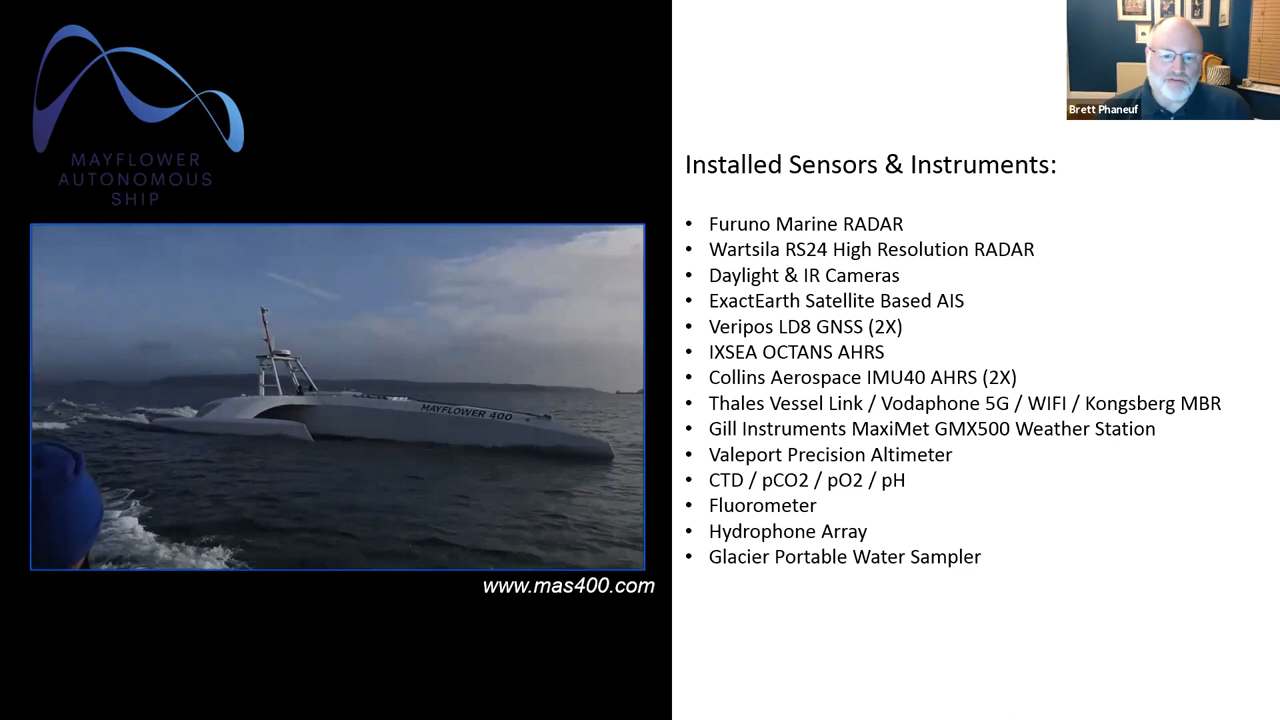 MAYFLOWER
AUTONOMOUS
SHIP
MAYFLOWER 400
www.mas400.com
Brett Phaneuf
Installed Sensors & Instruments:
• Furuno Marine RADAR
• Wartsila RS24 High Resolution RADAR
• Daylight & IR Cameras
• ExactEarth Satellite Based AIS
• Veripos LD8 GNSS (2X)
• IXSEA OCTANS AHRS
• Collins Aerospace IMU40 AHRS (2X)
• Thales Vessel Link / Vodaphone 5G / WIFI / Kongsberg MBR
• Gill Instruments MaxiMet GMX500 Weather Station
• Valeport Precision Altimeter
• CTD / pCO2 / pO2 / pH
• Fluorometer
• Hydrophone Array
• Glacier Portable Water Sampler